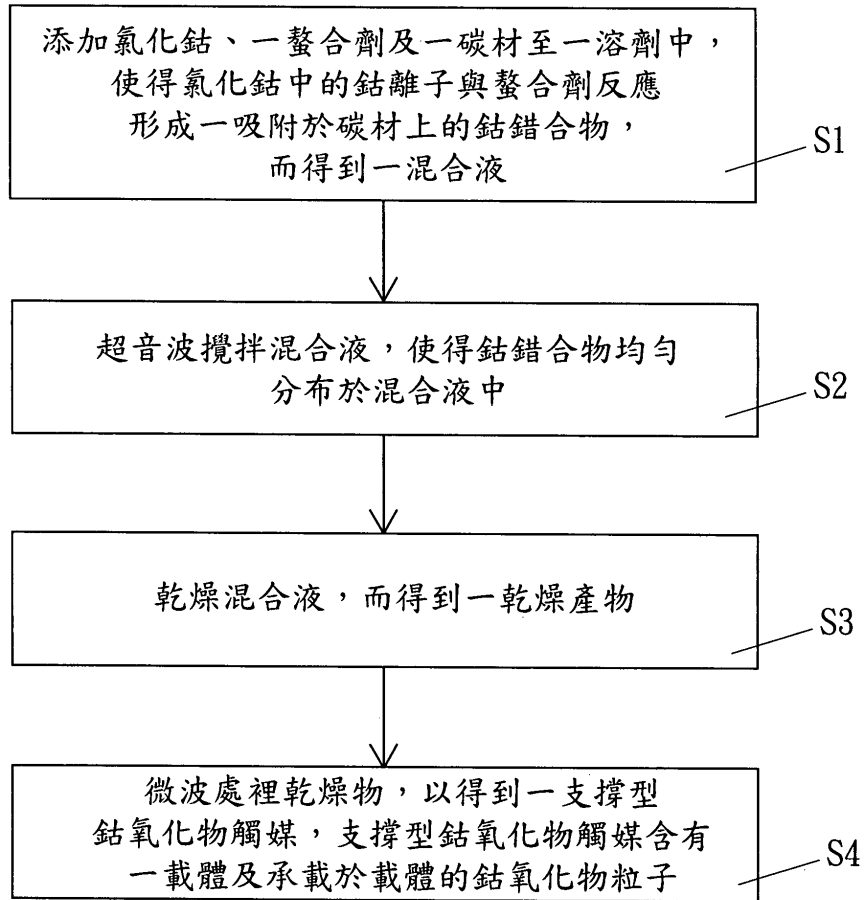 添加氯化鈷、一螯合劑及一碳材至一溶劑中，
使得氯化鈷中的鈷離子與螯合劑反應
形成一吸附於碳材上的鈷錯合物，
而得到一混合液
S1
超音波攪拌混合液，使得鈷錯合物均勻
分布於混合液中
S2
乾燥混合液，而得到一乾燥產物
S3
微波處裡乾燥物，以得到一支撐型
鈷氧化物觸媒，支撐型鈷氧化物觸媒含有
一載體及承載於載體的鈷氧化物粒子
S4